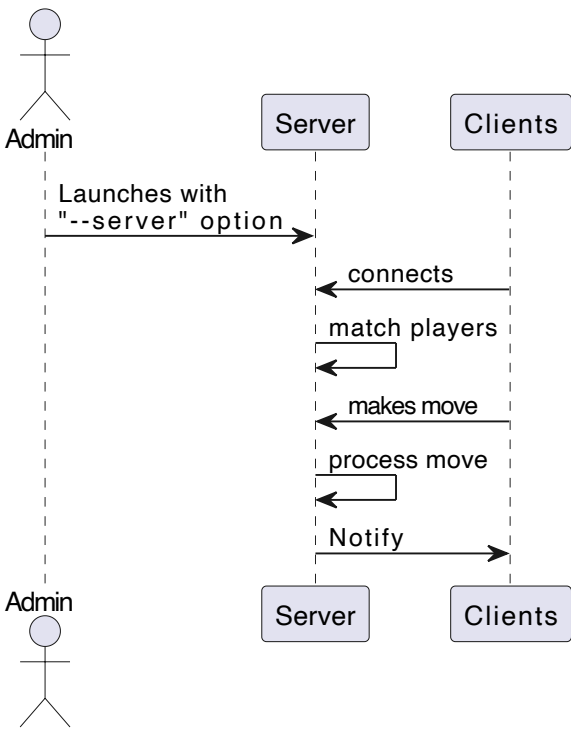 Admin
Server
Clients
Launches with
"--server" option
connects
match players
makes move
process move
Notify
Admin
Server
Clients